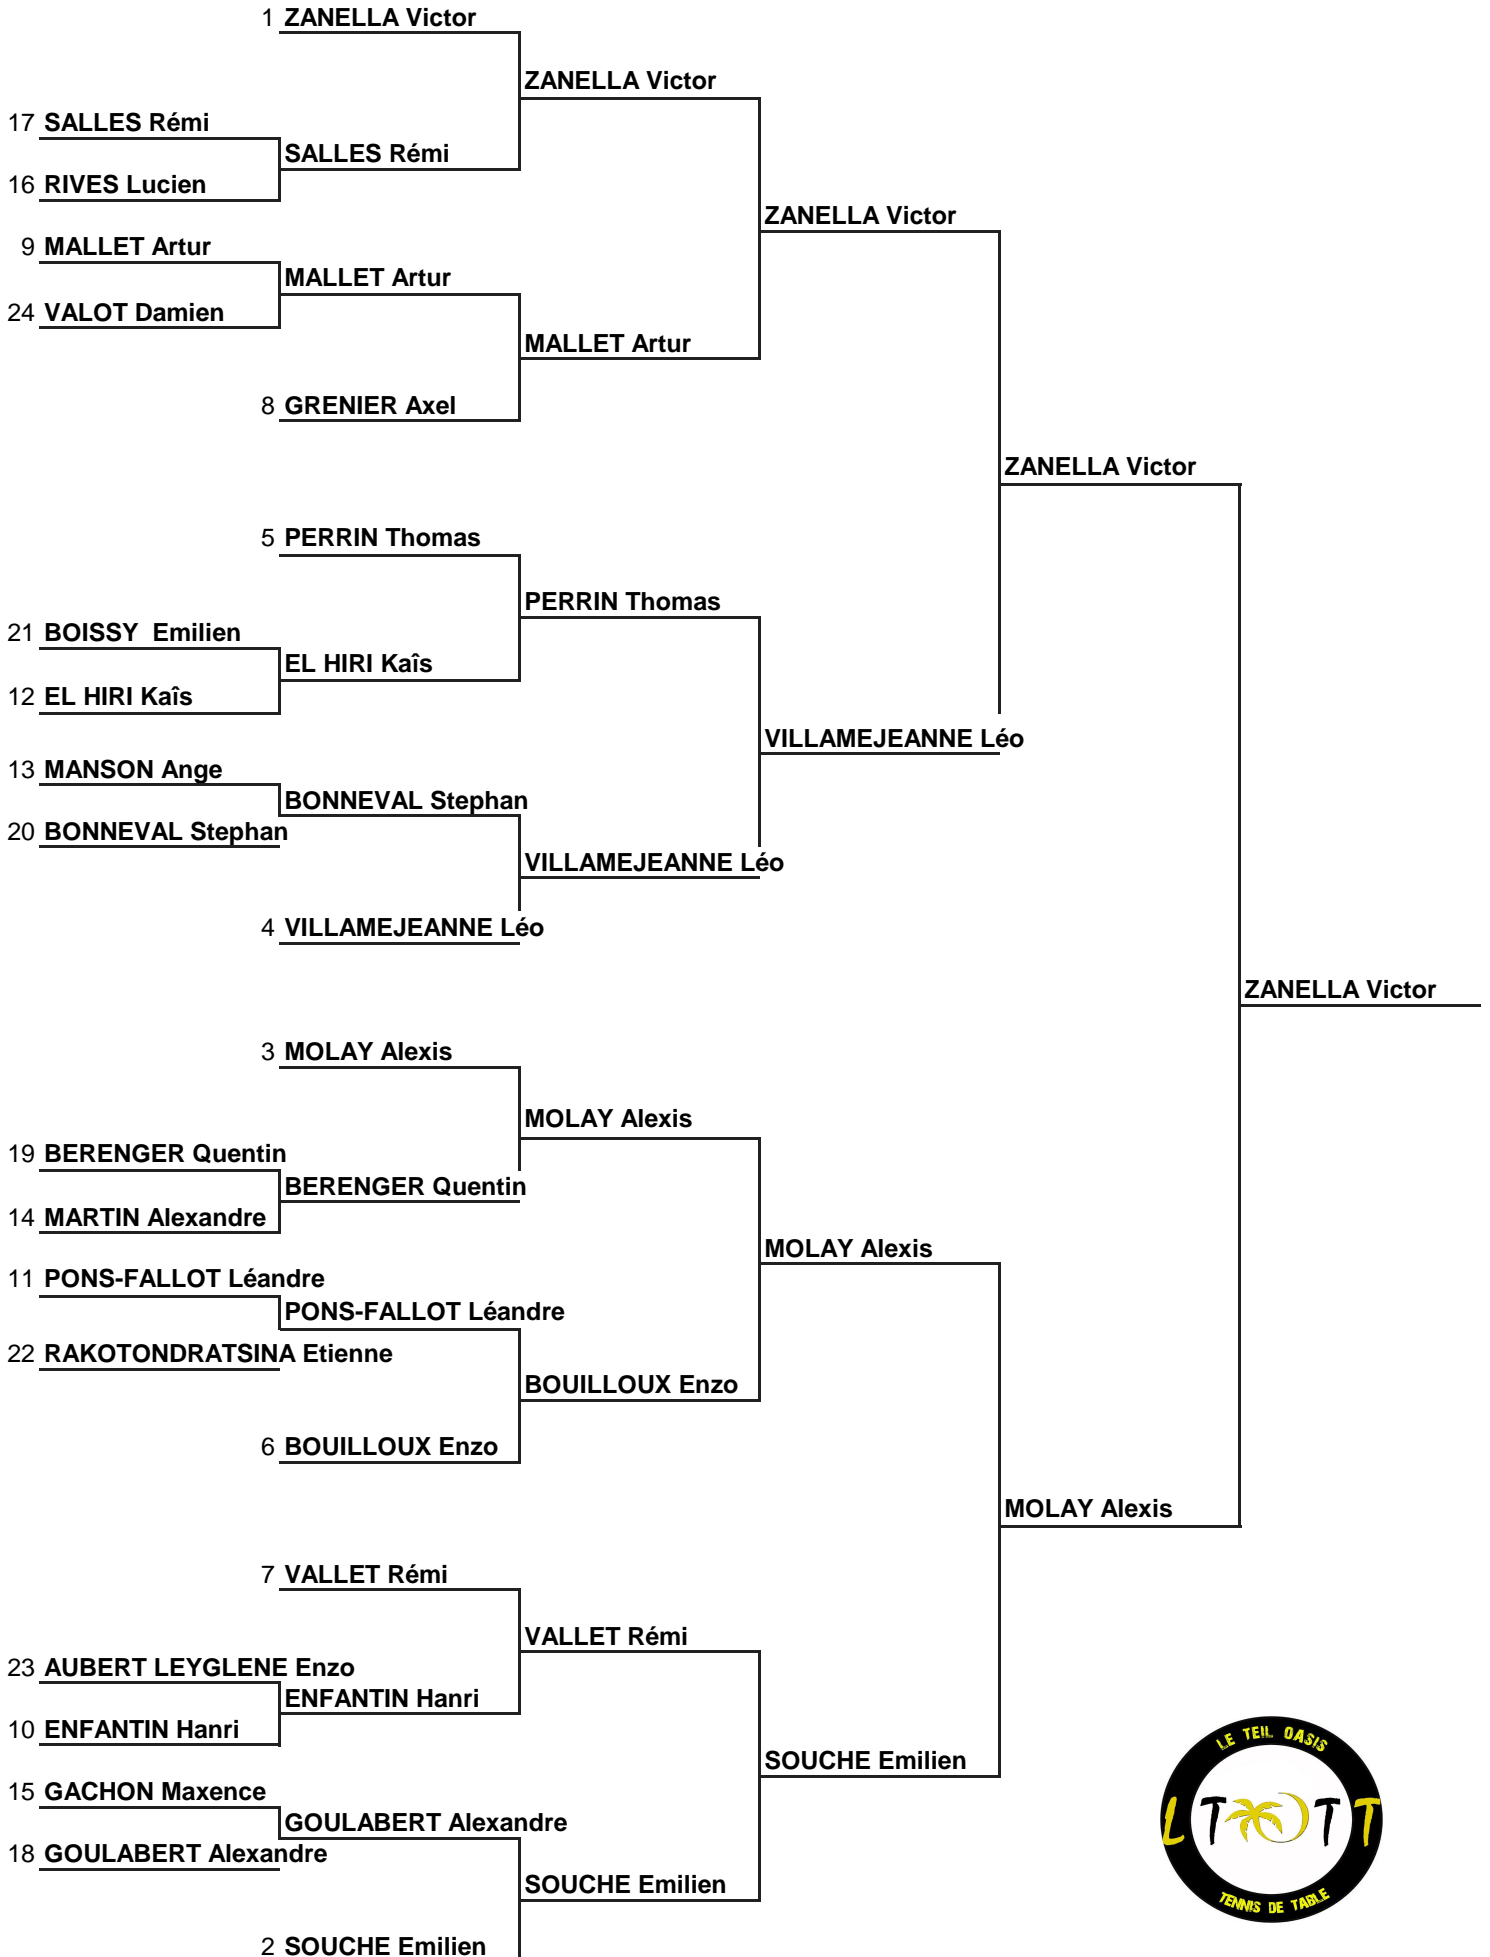 1 ZANELLA Victor
ZANELLA Victor
17 SALLES Rémi
SALLES Rémi
16 RIVES Lucien
ZANELLA Victor
9 MALLET Artur
MALLET Artur
24 VALOT Damien
MALLET Artur
8 GRENIER Axel
ZANELLA Victor
5 PERRIN Thomas
PERRIN Thomas
21 BOISSY Emilien
EL HIRI Kaîs
12 EL HIRI Kaîs
VILLAMEJEANNE Léo
13 MANSON Ange
BONNEVAL Stephan
20 BONNEVAL Stephan
VILLAMEJEANNE Léo
4 VILLAMEJEANNE Léo
ZANELLA Victor
3 MOLAY Alexis
MOLAY Alexis
19 BERENGER Quentin
BERENGER Quentin
14 MARTIN Alexandre
MOLAY Alexis
11 PONS-FALLOT Léandre
PONS-FALLOT Léandre
22 RAKOTONDRATSINA Etienne
BOUILLOUX Enzo
6 BOUILLOUX Enzo
MOLAY Alexis
7 VALLET Rémi
VALLET Rémi
23 AUBERT LEYGLENE Enzo
ENFANTIN Hanri
10 ENFANTIN Hanri
SOUCHE Emilien
15 GACHON Maxence
GOULABERT Alexandre
18 GOULABERT Alexandre
SOUCHE Emilien
2 SOUCHE Emilien
LE TEIL OASIS
LT TT
TENNIS DE TABLE